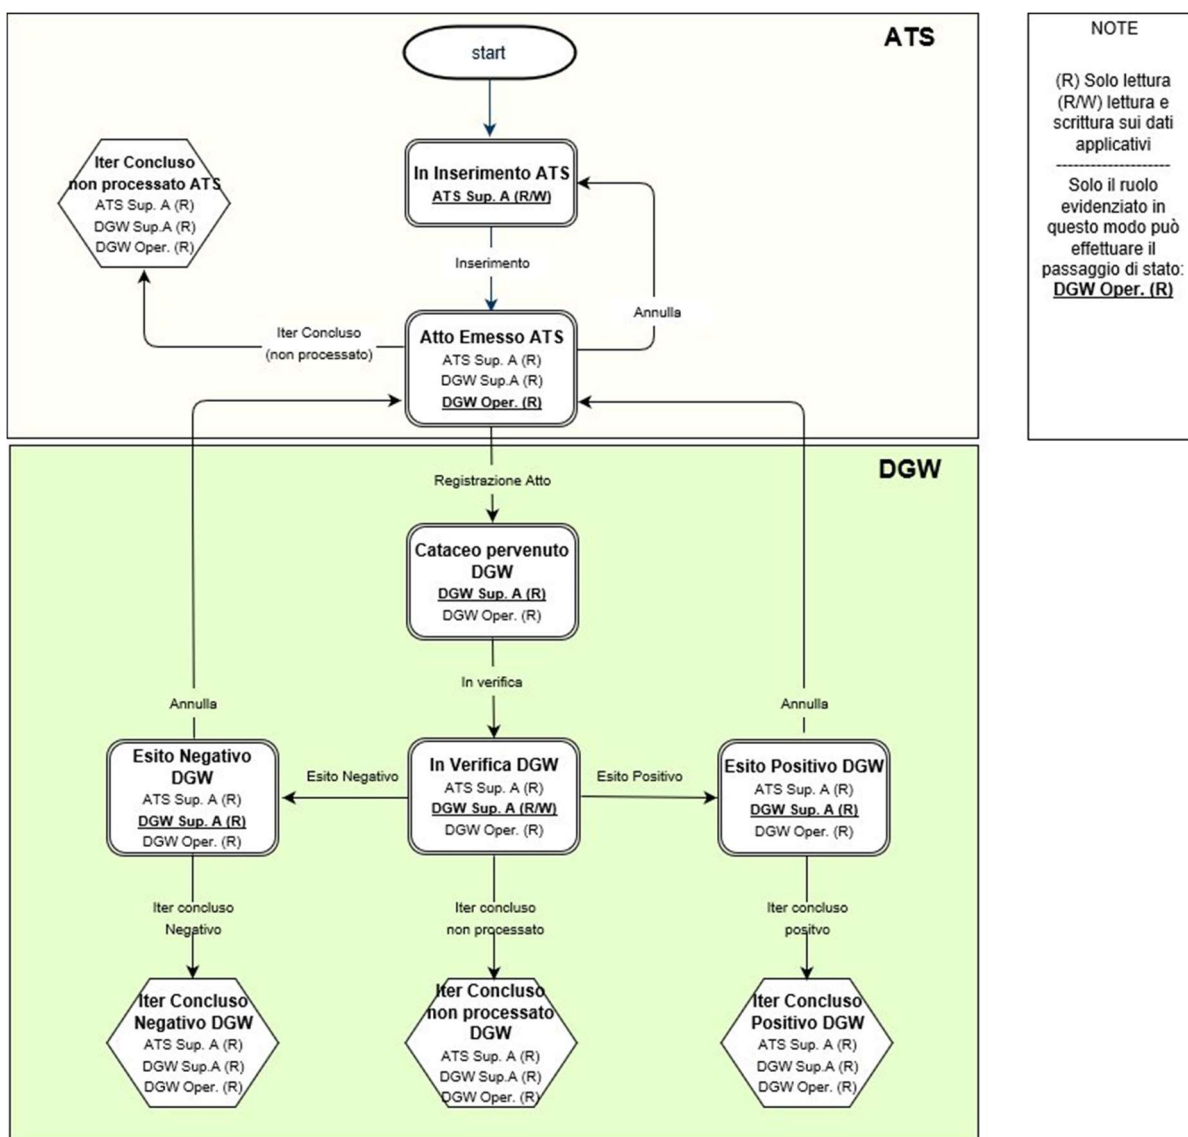 ATS
start
In Inserimento ATS
ATS Sup. A (R/W)
Inserimento
Iter Concluso
non processato ATS
ATS Sup. A (R)
DGW Sup.A (R)
DGW Oper. (R)
Iter Concluso
(non processato)
Annulla
Atto Emesso ATS
ATS Sup. A (R)
DGW Sup.A (R)
DGW Oper. (R)
DGW
Registrazione Atto
Cataceo pervenuto
DGW
DGW Sup. A (R)
DGW Oper. (R)
In verifica
Annulla
Annulla
Esito Negativo
DGW
ATS Sup. A (R)
DGW Sup. A (R)
DGW Oper. (R)
Esito Negativo
In Verifica DGW
ATS Sup. A (R)
DGW Sup. A (R/W)
DGW Oper. (R)
Esito Positivo
Esito Positivo DGW
ATS Sup. A (R)
DGW Sup. A (R)
DGW Oper. (R)
Iter concluso
Negativo
Iter concluso
non processato
Iter concluso
positvo
Iter Concluso
Negativo DGW
ATS Sup. A (R)
DGW Sup.A (R)
DGW Oper. (R)
Iter Concluso
non processato
DGW
ATS Sup. A (R)
DGW Sup.A (R)
DGW Oper. (R)
Iter Concluso
Positivo DGW
ATS Sup. A (R)
DGW Sup.A (R)
DGW Oper. (R)
NOTE
(R) Solo lettura
(R/W) lettura e
scrittura sui dati
applicativi
--------------------
Solo il ruolo
evidenziato in
questo modo può
effettuare il
passaggio di stato:
DGW Oper. (R)